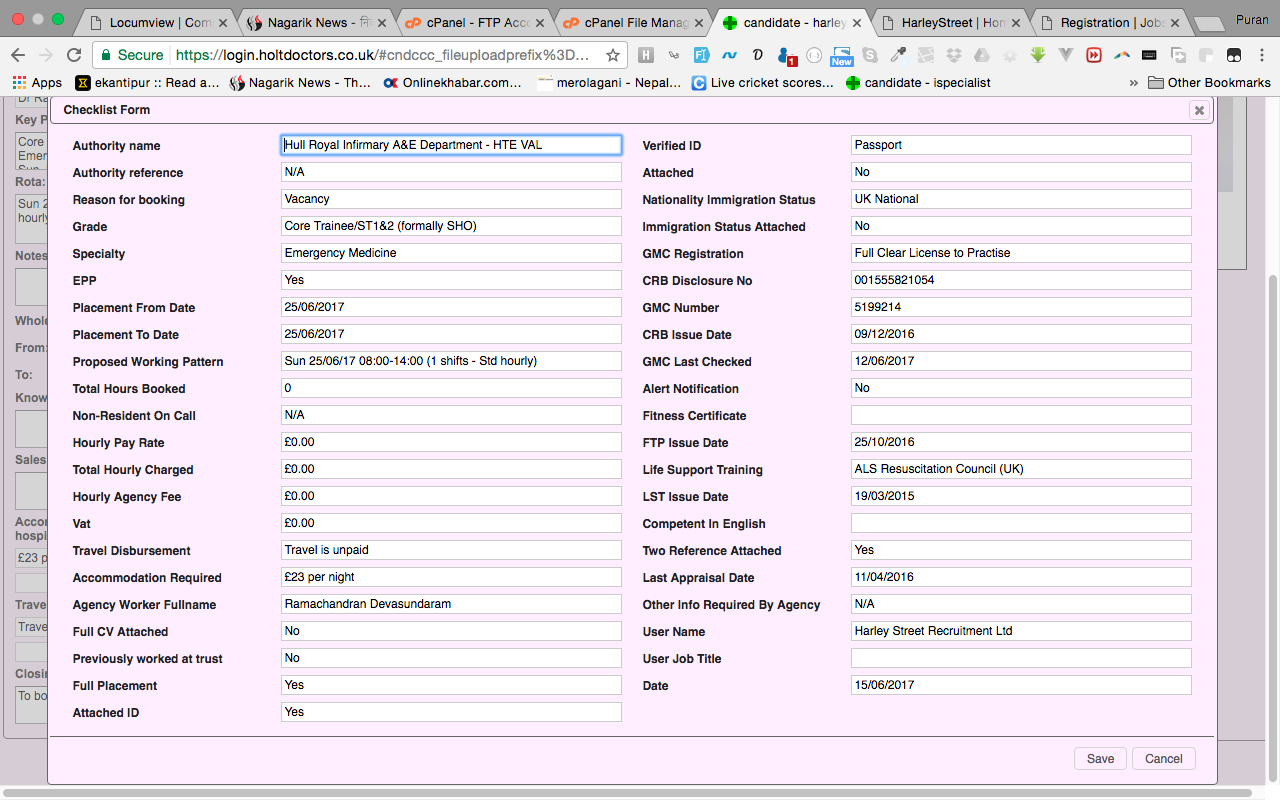 Locumview | Com
Nagarik News -
cPanel - FTP Acc
cPanel File Manag
candidate - harley
HarleyStreet | Hon
Registration | Jobs
Puran
Secure
https://login.holtdoctors.co.uk/#cndccc_fileuploadprefix%3D...
New
1
Apps
ekantipur :: Read a...
Nagarik News - Th...
Onlinekhabar.com...
merolagani - Nepal...
Live cricket scores...
candidate - ispecialist
»
Other Bookmarks
Key P
Core
Emer
Rota:
Sun 2
hourly
Notes
Whole
From:
To:
Know
Sales
Accor
hospi
£23 p
Trave
Trave
Closin
To bo
Checklist Form
Authority name Hull Royal Infirmary A&E Department - HTE VAL
Authority reference N/A
Reason for booking Vacancy
Grade Core Trainee/ST1&2 (formally SHO)
Specialty Emergency Medicine
EPP Yes
Placement From Date 25/06/2017
Placement To Date 25/06/2017
Proposed Working Pattern Sun 25/06/17 08:00-14:00 (1 shifts - Std hourly)
Total Hours Booked 0
Non-Resident On Call N/A
Hourly Pay Rate £0.00
Total Hourly Charged £0.00
Hourly Agency Fee £0.00
Vat £0.00
Travel Disbursement Travel is unpaid
Accommodation Required £23 per night
Agency Worker Fullname Ramachandran Devasundaram
Full CV Attached No
Previously worked at trust No
Full Placement Yes
Attached ID Yes
Verified ID Passport
Attached No
Nationality Immigration Status UK National
Immigration Status Attached No
GMC Registration Full Clear License to Practise
CRB Disclosure No 001555821054
GMC Number 5199214
CRB Issue Date 09/12/2016
GMC Last Checked 12/06/2017
Alert Notification No
Fitness Certificate
FTP Issue Date 25/10/2016
Life Support Training ALS Resuscitation Council (UK)
LST Issue Date 19/03/2015
Competent In English
Two Reference Attached Yes
Last Appraisal Date 11/04/2016
Other Info Required By Agency N/A
User Name Harley Street Recruitment Ltd
User Job Title
Date 15/06/2017
Save
Cancel